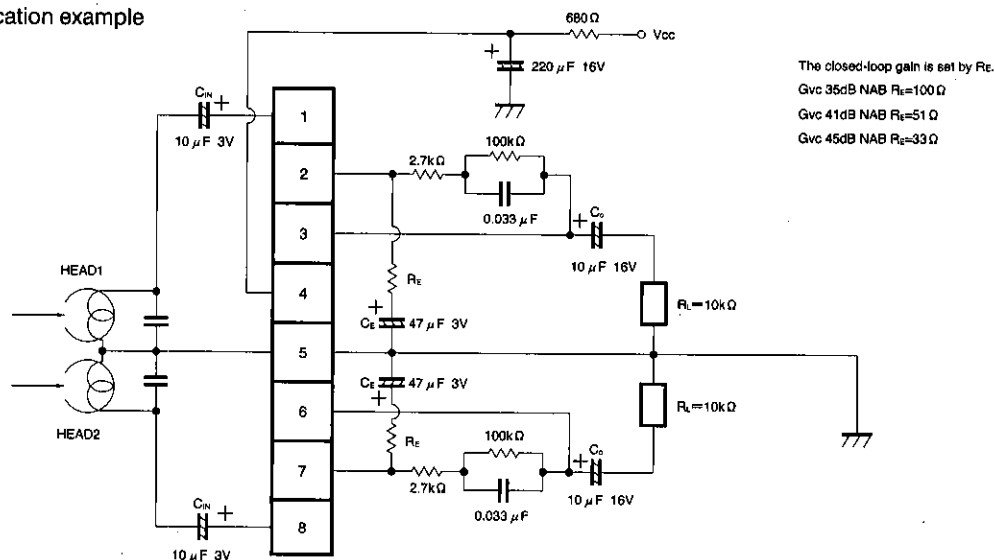 cation example
680Ω
Vcc
+
220μF 16V
The closed-loop gain is set by RE.
Gvc 35dB NAB RE=100Ω
Gvc 41dB NAB RE=51Ω
Gvc 45dB NAB RE=33Ω
CIN
+
10μF 3V
1
2
3
4
5
6
7
8
2.7kΩ
100kΩ
0.033μF
+
Co
10μF 16V
HEAD1
RE
+
CE
47μF 3V
RL=10kΩ
CE
47μF 3V
+
RL=10kΩ
HEAD2
RE
100kΩ
2.7kΩ
0.033μF
+
Co
10μF 16V
CIN
+
10μF 3V